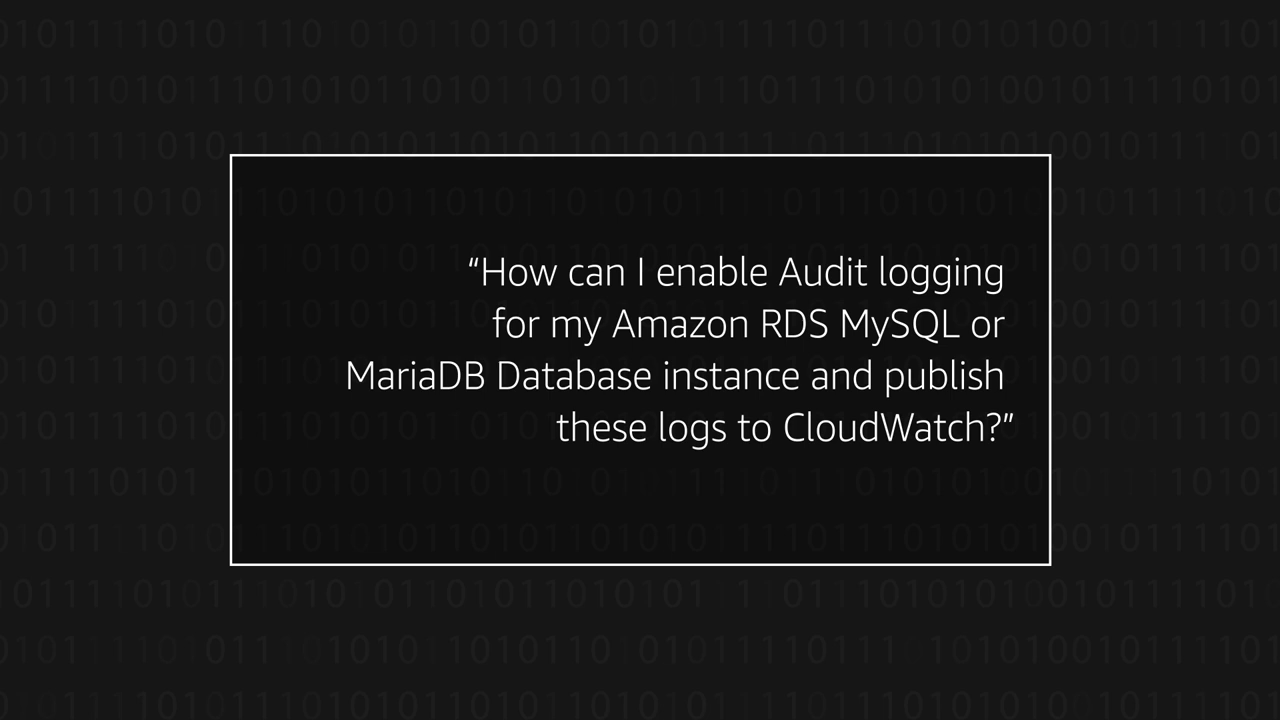 “How can I enable Audit logging
for my Amazon RDS MySQL or
MariaDB Database instance and publish
these logs to CloudWatch?”